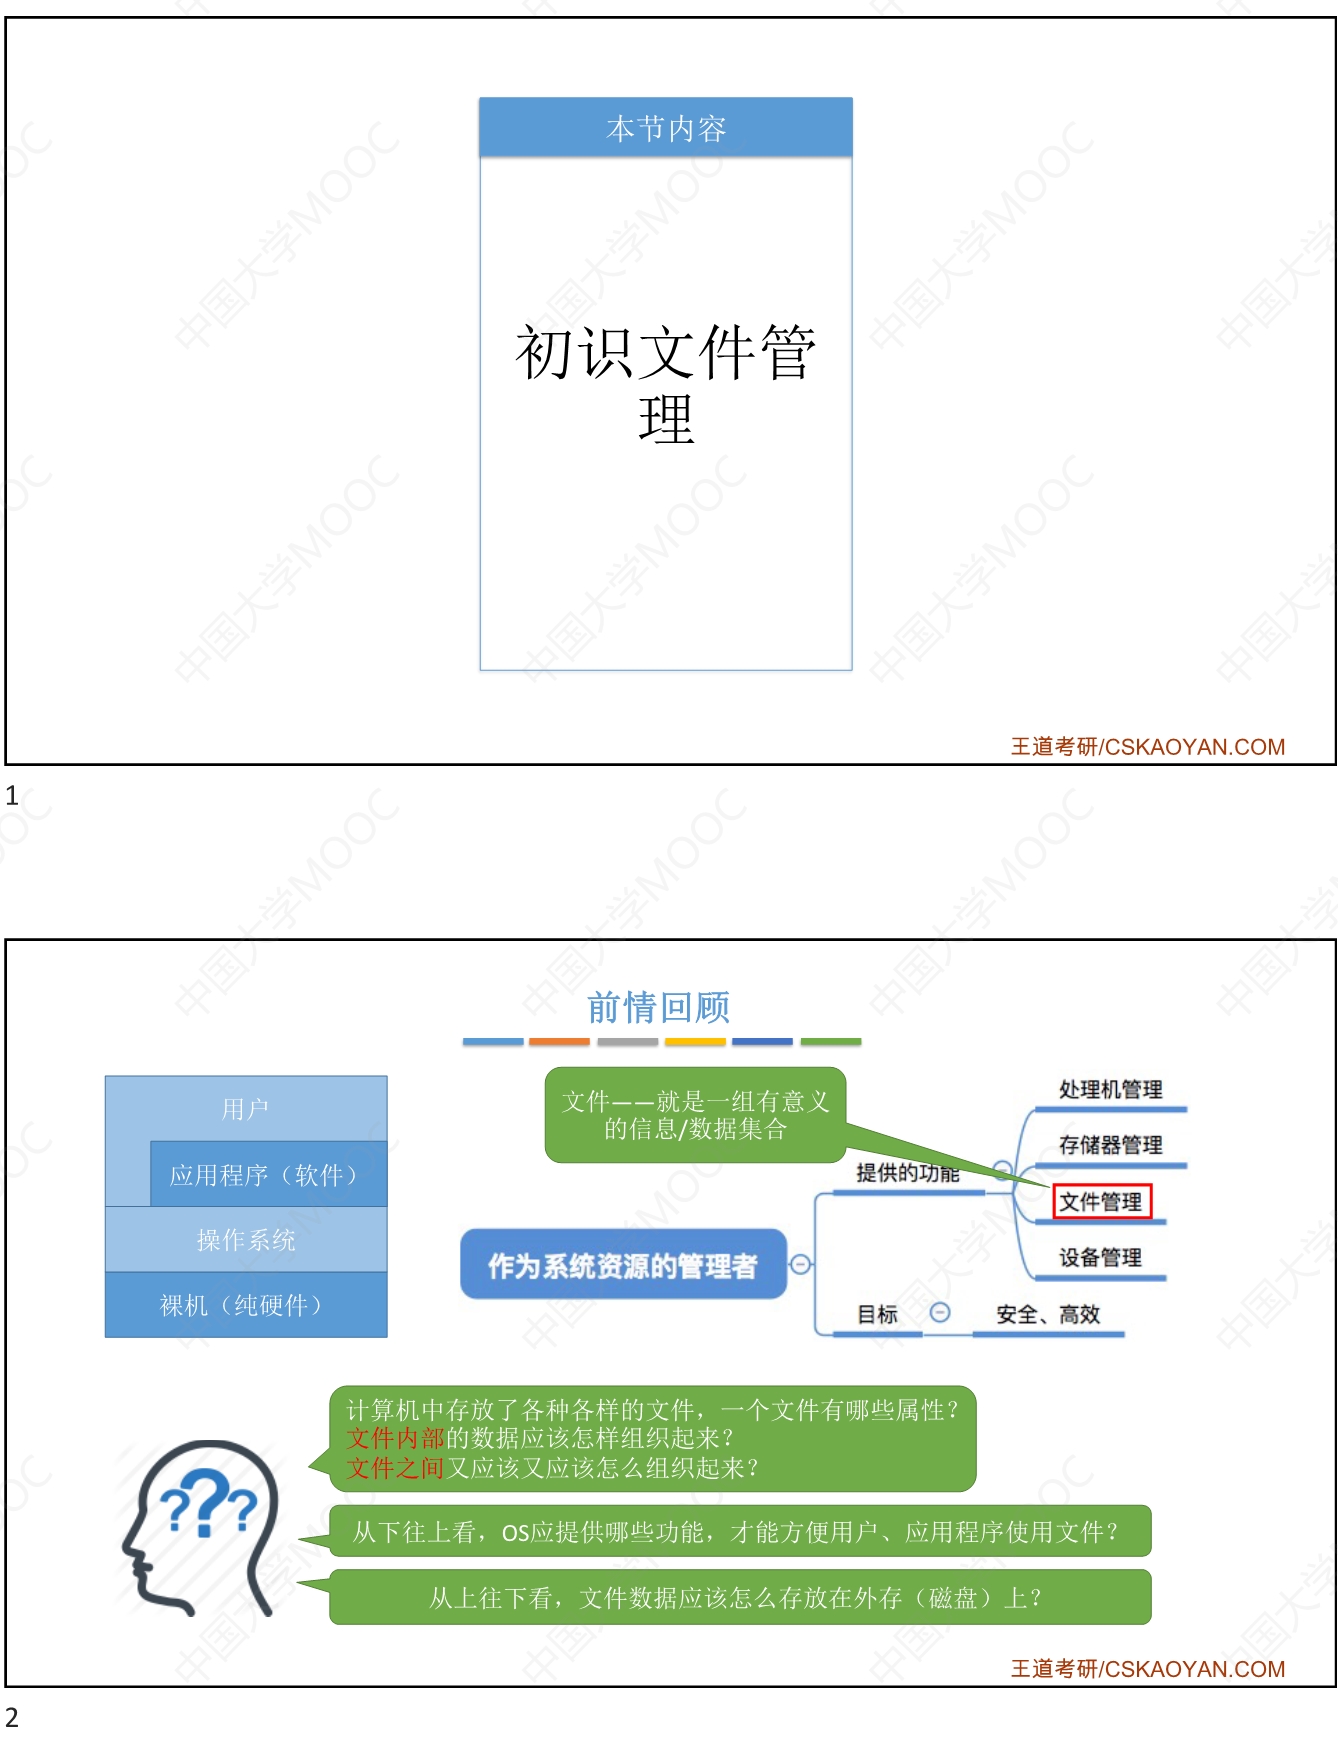 本节内容
初识文件管
理
王道考研/CSKAOYAN.COM
1
前情回顾
用户
应用程序（软件）
操作系统
裸机（纯硬件）
文件——就是一组有意义
的信息/数据集合
作为系统资源的管理者
提供的功能
处理机管理
存储器管理
文件管理
设备管理
目标
安全、高效
计算机中存放了各种各样的文件，一个文件有哪些属性？
文件内部的数据应该怎样组织起来？
文件之间又应该又应该怎么组织起来？
???
从下往上看，OS应提供哪些功能，才能方便用户、应用程序使用文件？
从上往下看，文件数据应该怎么存放在外存（磁盘）上？
王道考研/CSKAOYAN.COM
2
中国大学MOOC